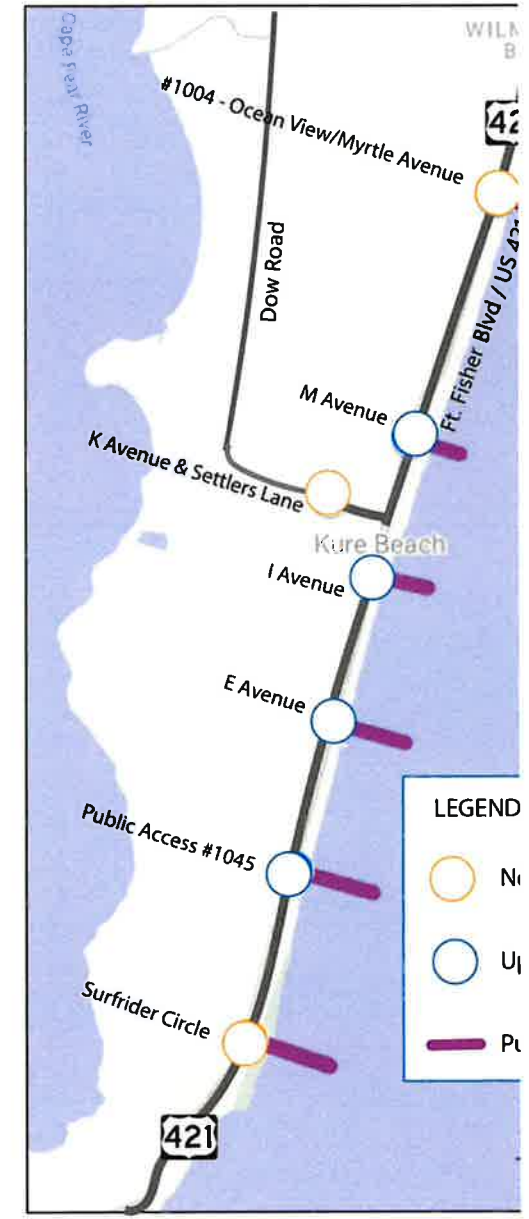 Cape Fear River
WILM
B
#1004 - Ocean View/Myrtle Avenue
42
Dow Road
Ft. Fisher Blvd / US 421
M Avenue
K Avenue & Settlers Lane
Kure Beach
I Avenue
E Avenue
Public Access #1045
LEGEND
Surfrider Circle
421